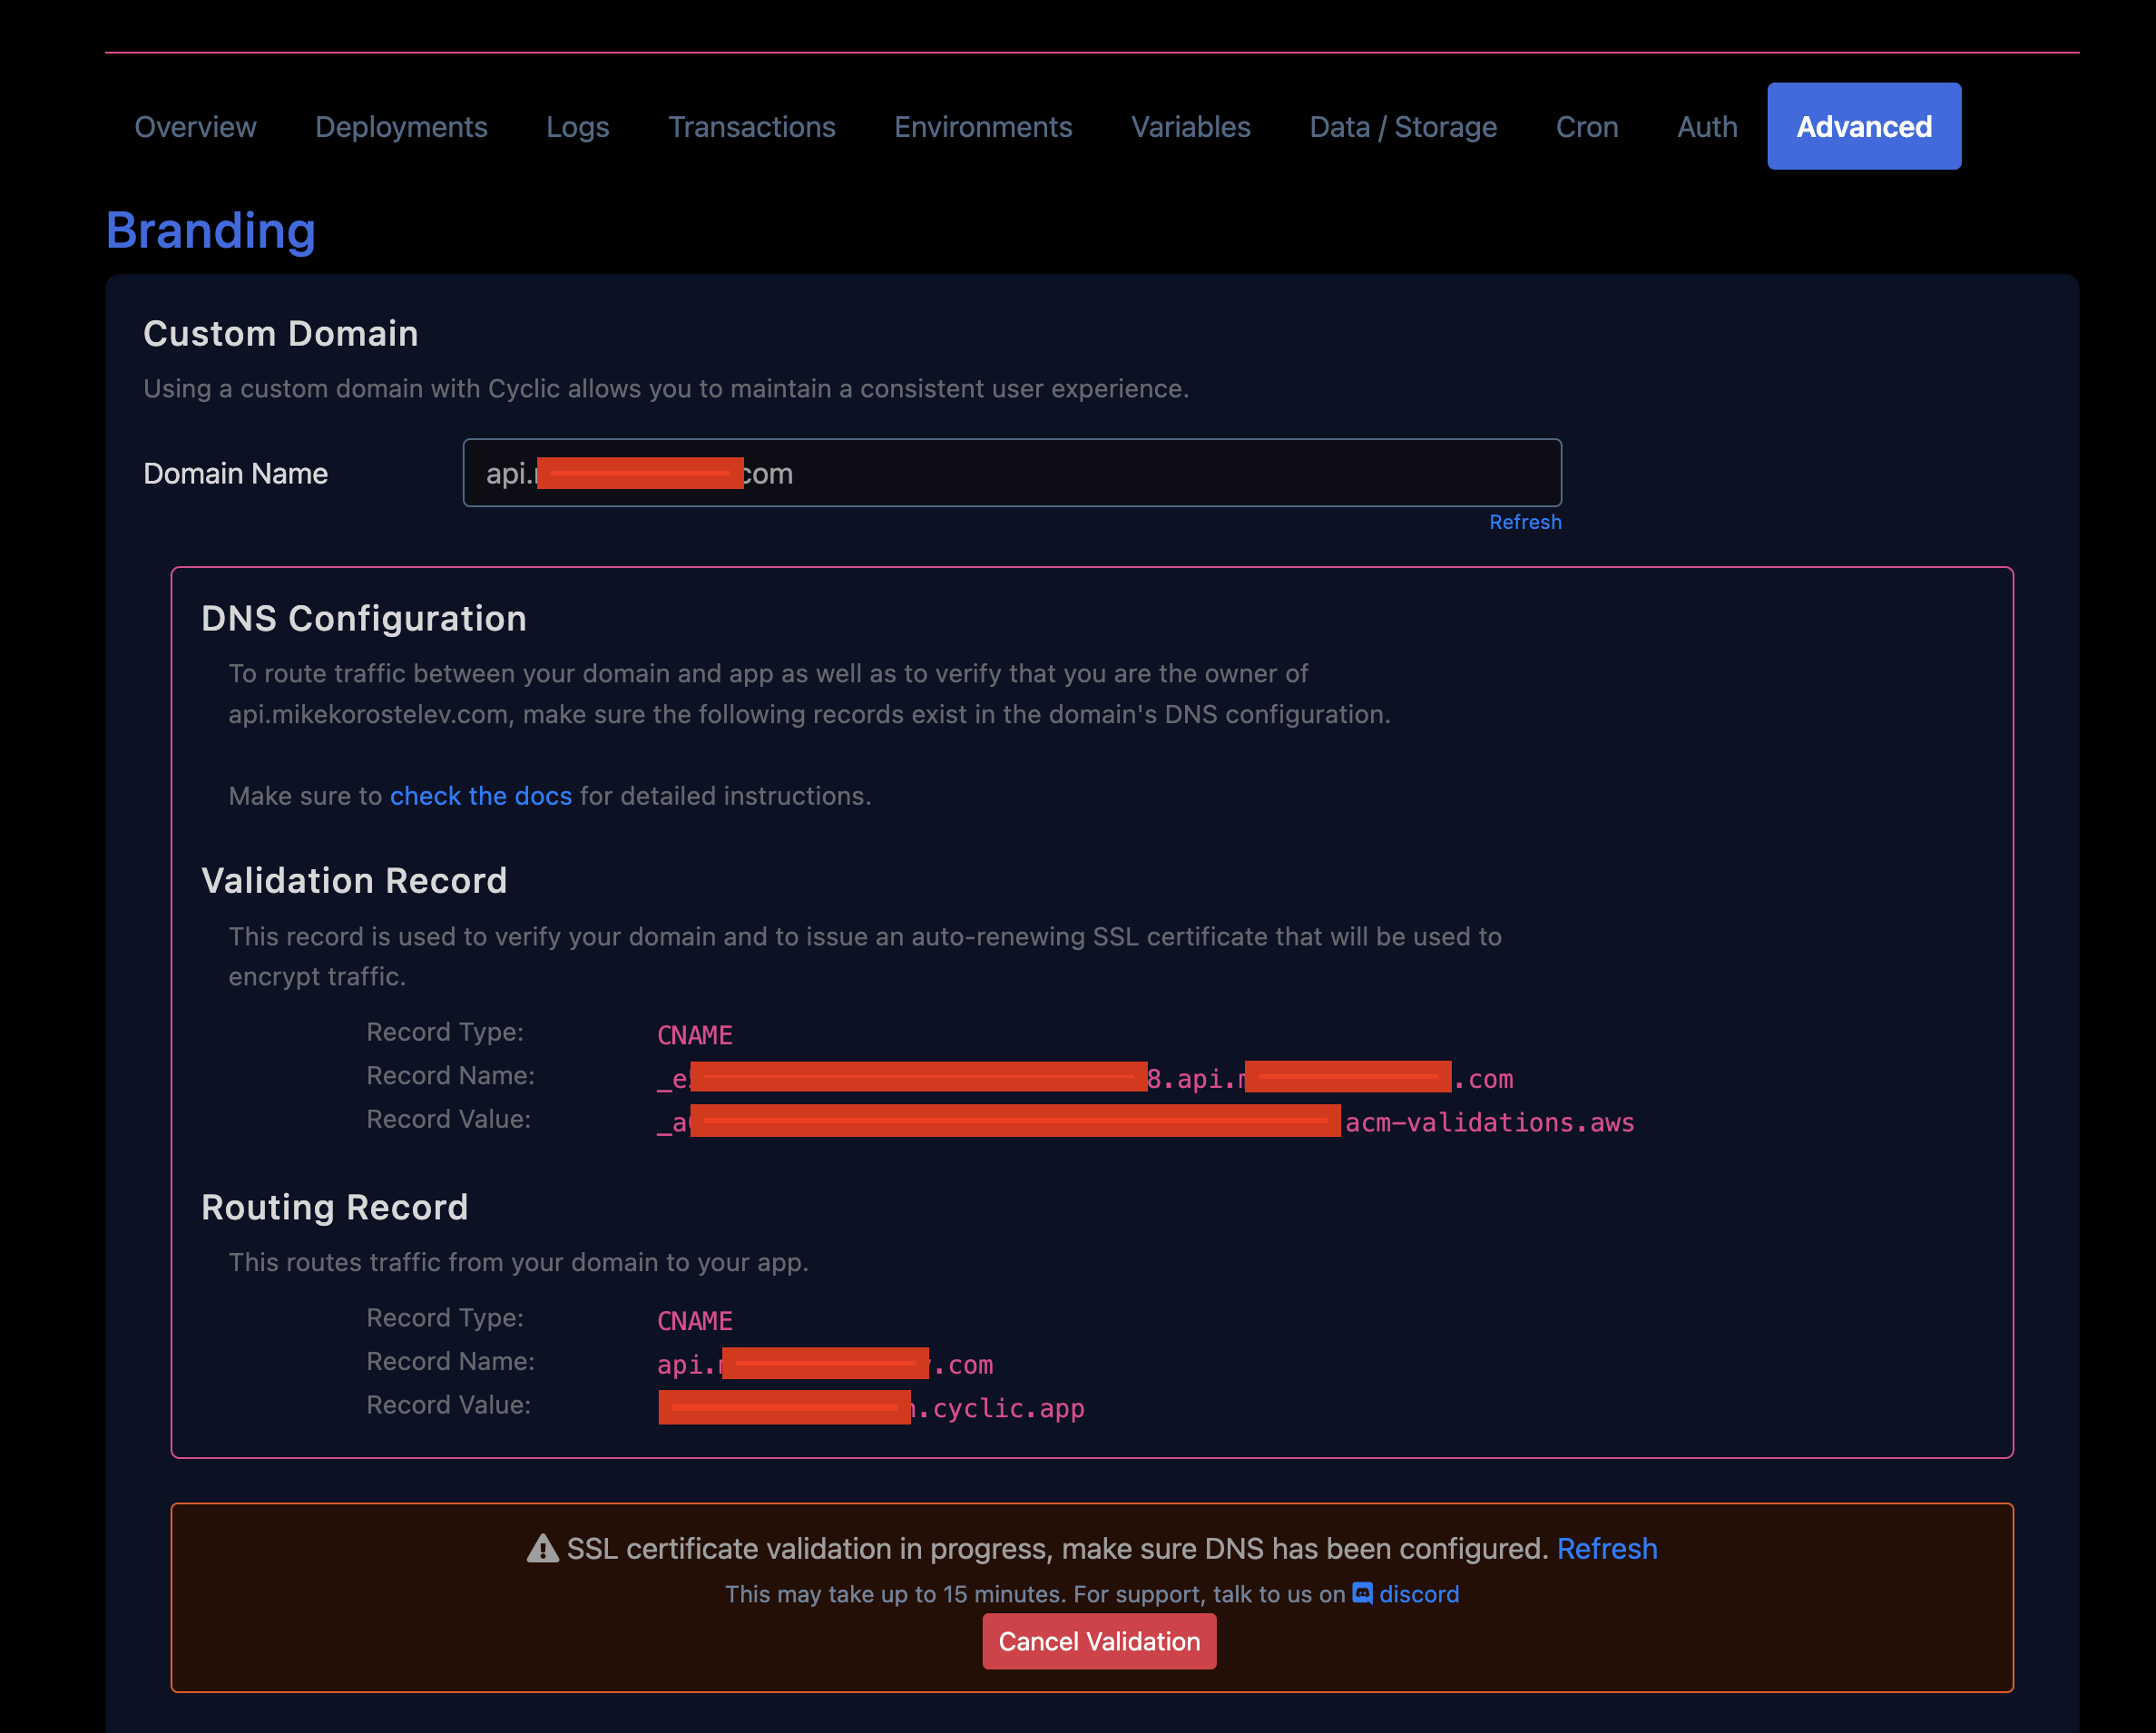 Overview Deployments Logs Transactions Environments Variables Data / Storage Cron Auth Advanced
Branding
Custom Domain
Using a custom domain with Cyclic allows you to maintain a consistent user experience.
Domain Name api. com
Refresh
DNS Configuration
To route traffic between your domain and app as well as to verify that you are the owner of
api.mikekorostelev.com, make sure the following records exist in the domain's DNS configuration.
Make sure to check the docs for detailed instructions.
Validation Record
This record is used to verify your domain and to issue an auto-renewing SSL certificate that will be used to
encrypt traffic.
Record Type: CNAME
Record Name: _e 8.api. .com
Record Value: _a acm-validations.aws
Routing Record
This routes traffic from your domain to your app.
Record Type: CNAME
Record Name: api. .com
Record Value: .cyclic.app
SSL certificate validation in progress, make sure DNS has been configured. Refresh
This may take up to 15 minutes. For support, talk to us on discord
Cancel Validation